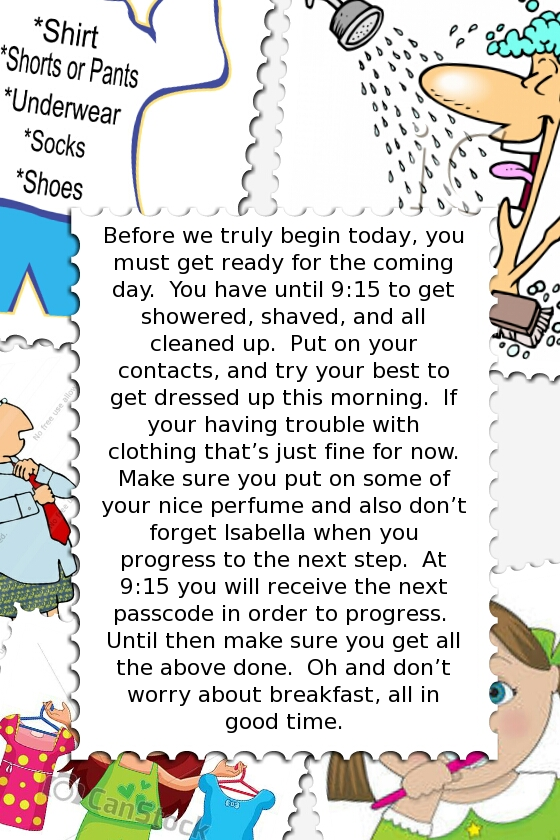 *Shirt
*Shorts or Pants
*Underwear
*Socks
*Shoes
Before we truly begin today, you
must get ready for the coming
day.  You have until 9:15 to get
showered, shaved, and all
cleaned up.  Put on your
contacts, and try your best to
get dressed up this morning.  If
your having trouble with
clothing that’s just fine for now.
Make sure you put on some of
your nice perfume and also don’t
forget Isabella when you
progress to the next step.  At
9:15 you will receive the next
passcode in order to progress.
Until then make sure you get all
the above done.  Oh and don’t
worry about breakfast, all in
good time.
No free use allo
CanStock